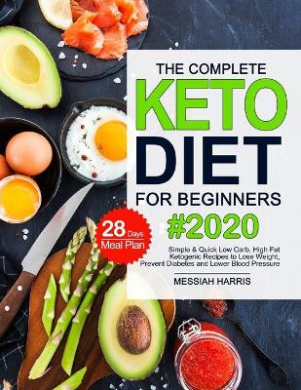 THE COMPLETE
KETO
DIET
FOR BEGINNERS
#2020
28 Days
Meal Plan
Simple & Quick Low Carb, High Fat
Ketogenic Recipes to Lose Weight,
Prevent Diabetes and Lower Blood Pressure
MESSIAH HARRIS